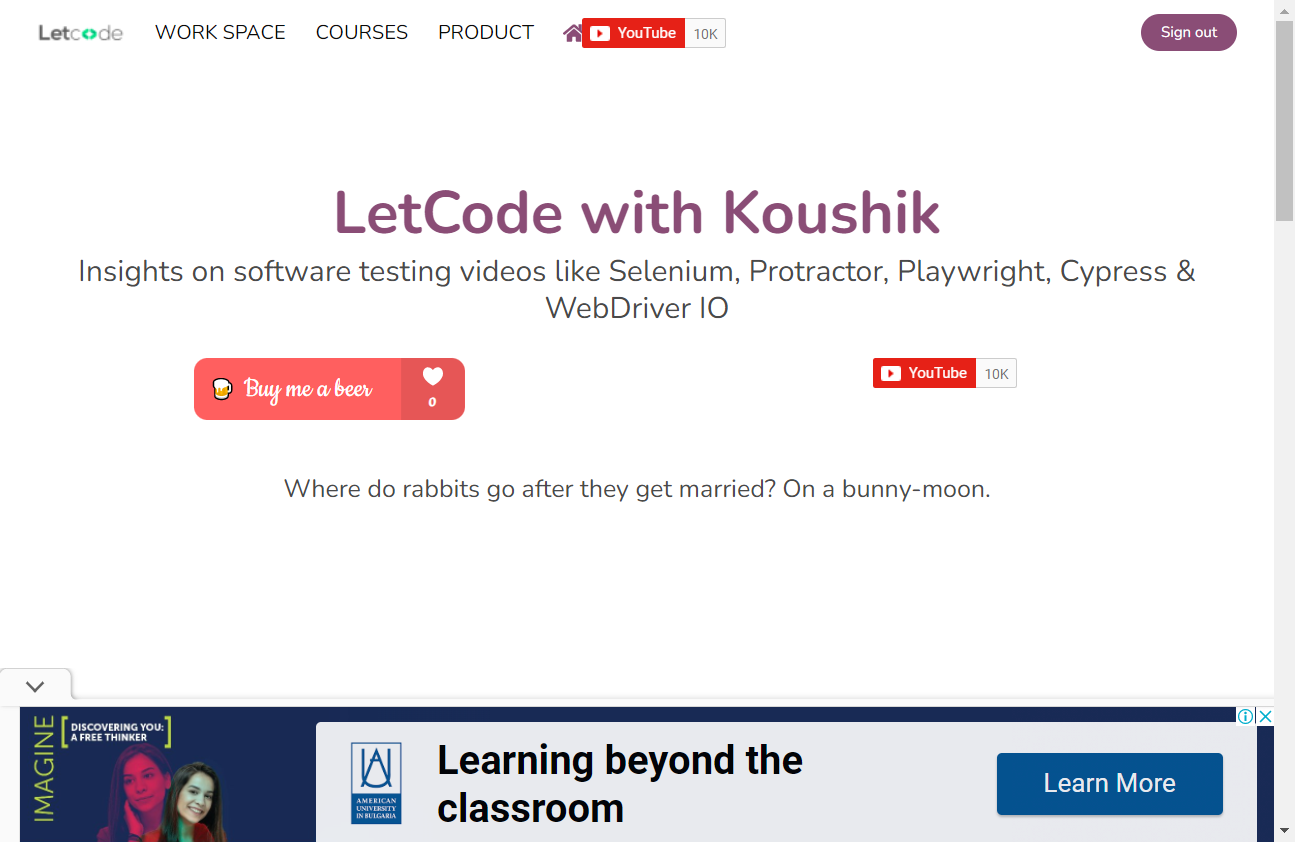 Letcode WORK SPACE COURSES PRODUCT YouTube 10K Sign out
LetCode with Koushik
Insights on software testing videos like Selenium, Protractor, Playwright, Cypress &
WebDriver IO
Buy me a beer 0
YouTube 10K
Where do rabbits go after they get married? On a bunny-moon.
IMAGINE
DISCOVERING YOU:
A FREE THINKER
AMERICAN
UNIVERSITY
IN BULGARIA
Learning beyond the
classroom
Learn More